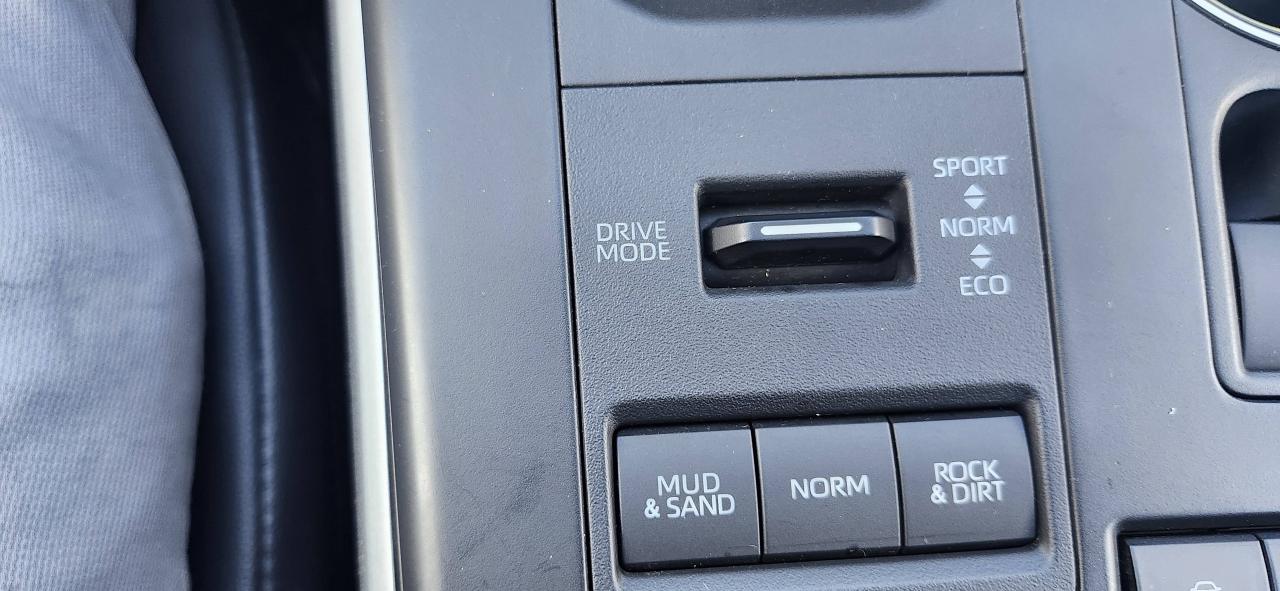 DRIVE
MODE
SPORT
NORM
ECO
MUD
& SAND
NORM
ROCK
& DIRT